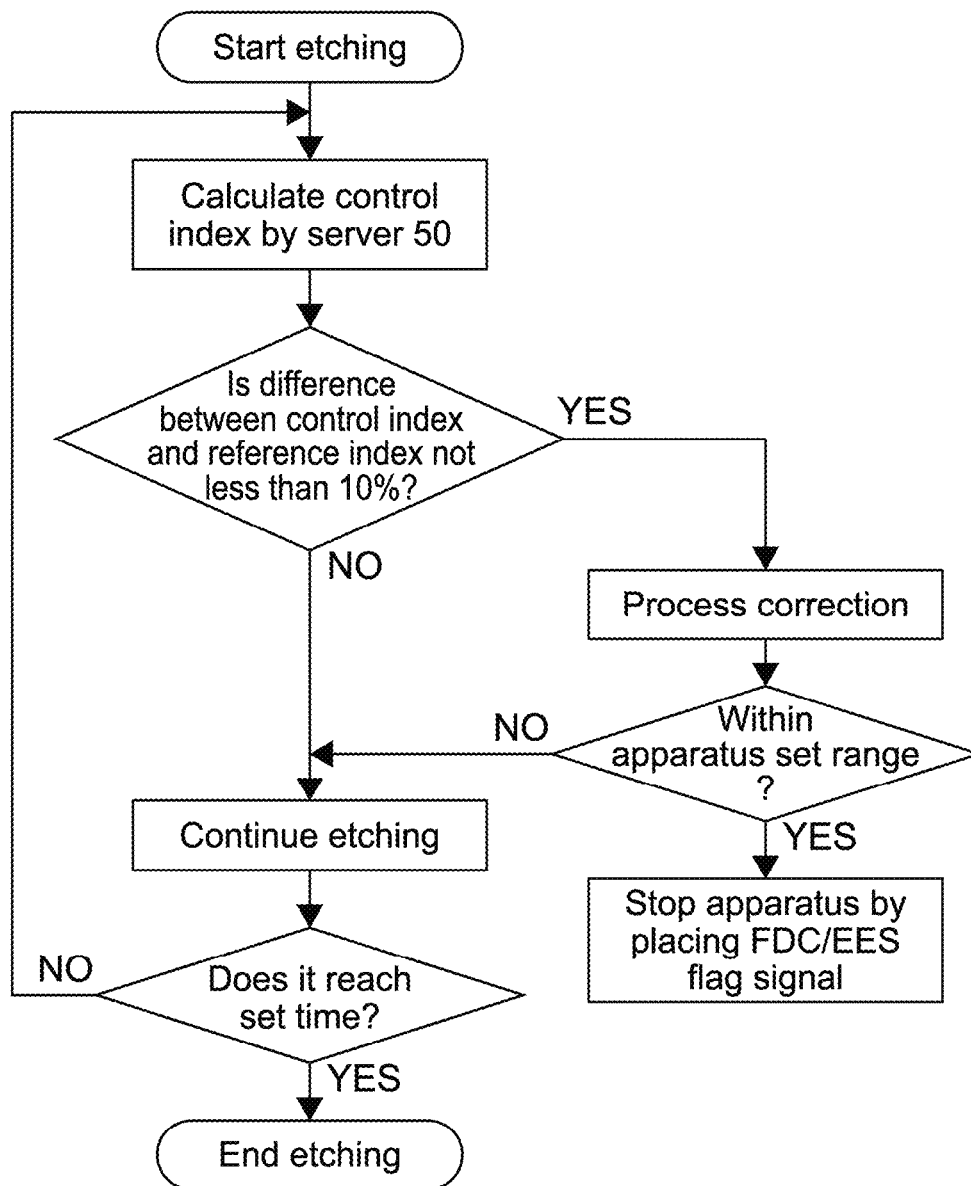 Start etching
Calculate control
index by server 50
Is difference
between control index
and reference index not
less than 10%?
YES
NO
Process correction
Within
apparatus set range
?
NO
YES
Continue etching
Stop apparatus by
placing FDC/EES
flag signal
Does it reach
set time?
NO
YES
End etching